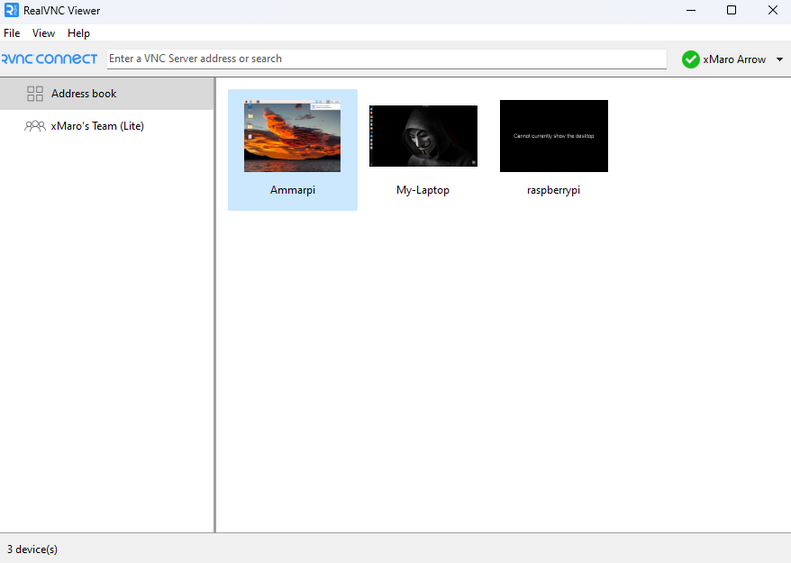 RealVNC Viewer
File View Help
RVNC CONNECT
Enter a VNC Server address or search
xMaro Arrow
Address book
xMaro's Team (Lite)
Cannot currently show the desktop
Ammarpi
My-Laptop
raspberrypi
3 device(s)